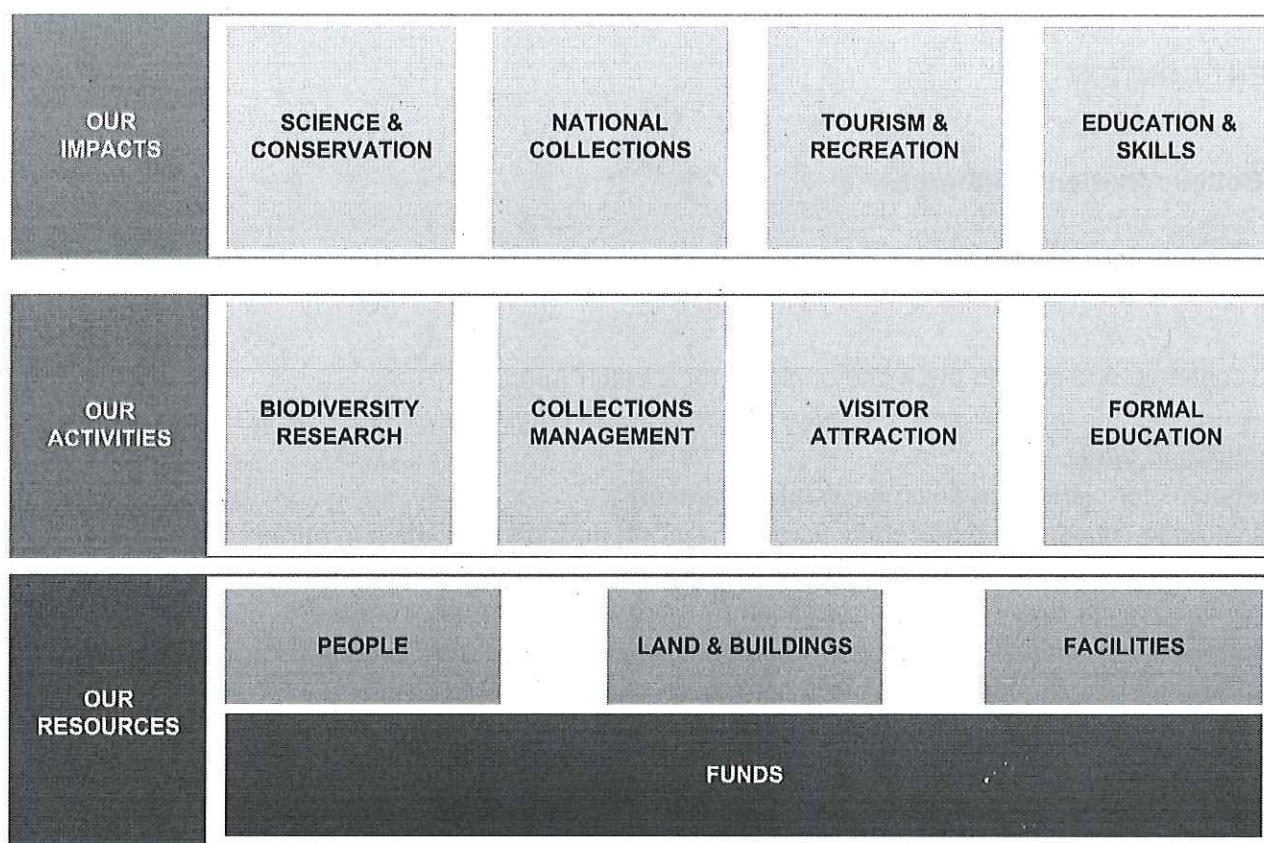 OUR
IMPACTS
SCIENCE &
CONSERVATION
NATIONAL
COLLECTIONS
TOURISM &
RECREATION
EDUCATION &
SKILLS
OUR
ACTIVITIES
BIODIVERSITY
RESEARCH
COLLECTIONS
MANAGEMENT
VISITOR
ATTRACTION
FORMAL
EDUCATION
OUR
RESOURCES
PEOPLE
LAND & BUILDINGS
FACILITIES
FUNDS